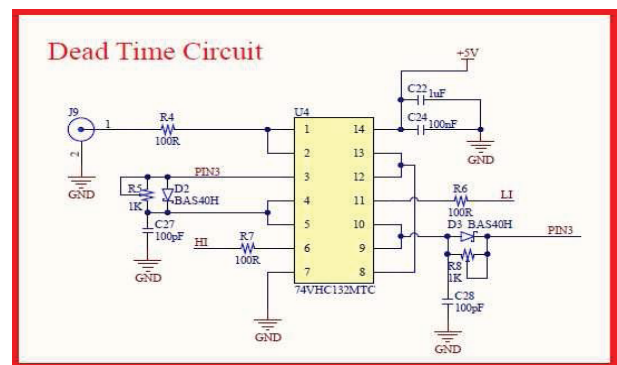 Dead Time Circuit
+5V
C22 1uF
C24 100nF
GND
J9
1
2
GND
R4
100R
U4
1 14
2 13
3 12
4 11
5 10
6 9
7 8
74VHC132MTC
PIN3
R5
1K
D2
BAS40H
C27
100pF
GND
HI
R7
100R
GND
R6
100R
LI
D3 BAS40H
PIN3
R8
1K
C28
100pF
GND